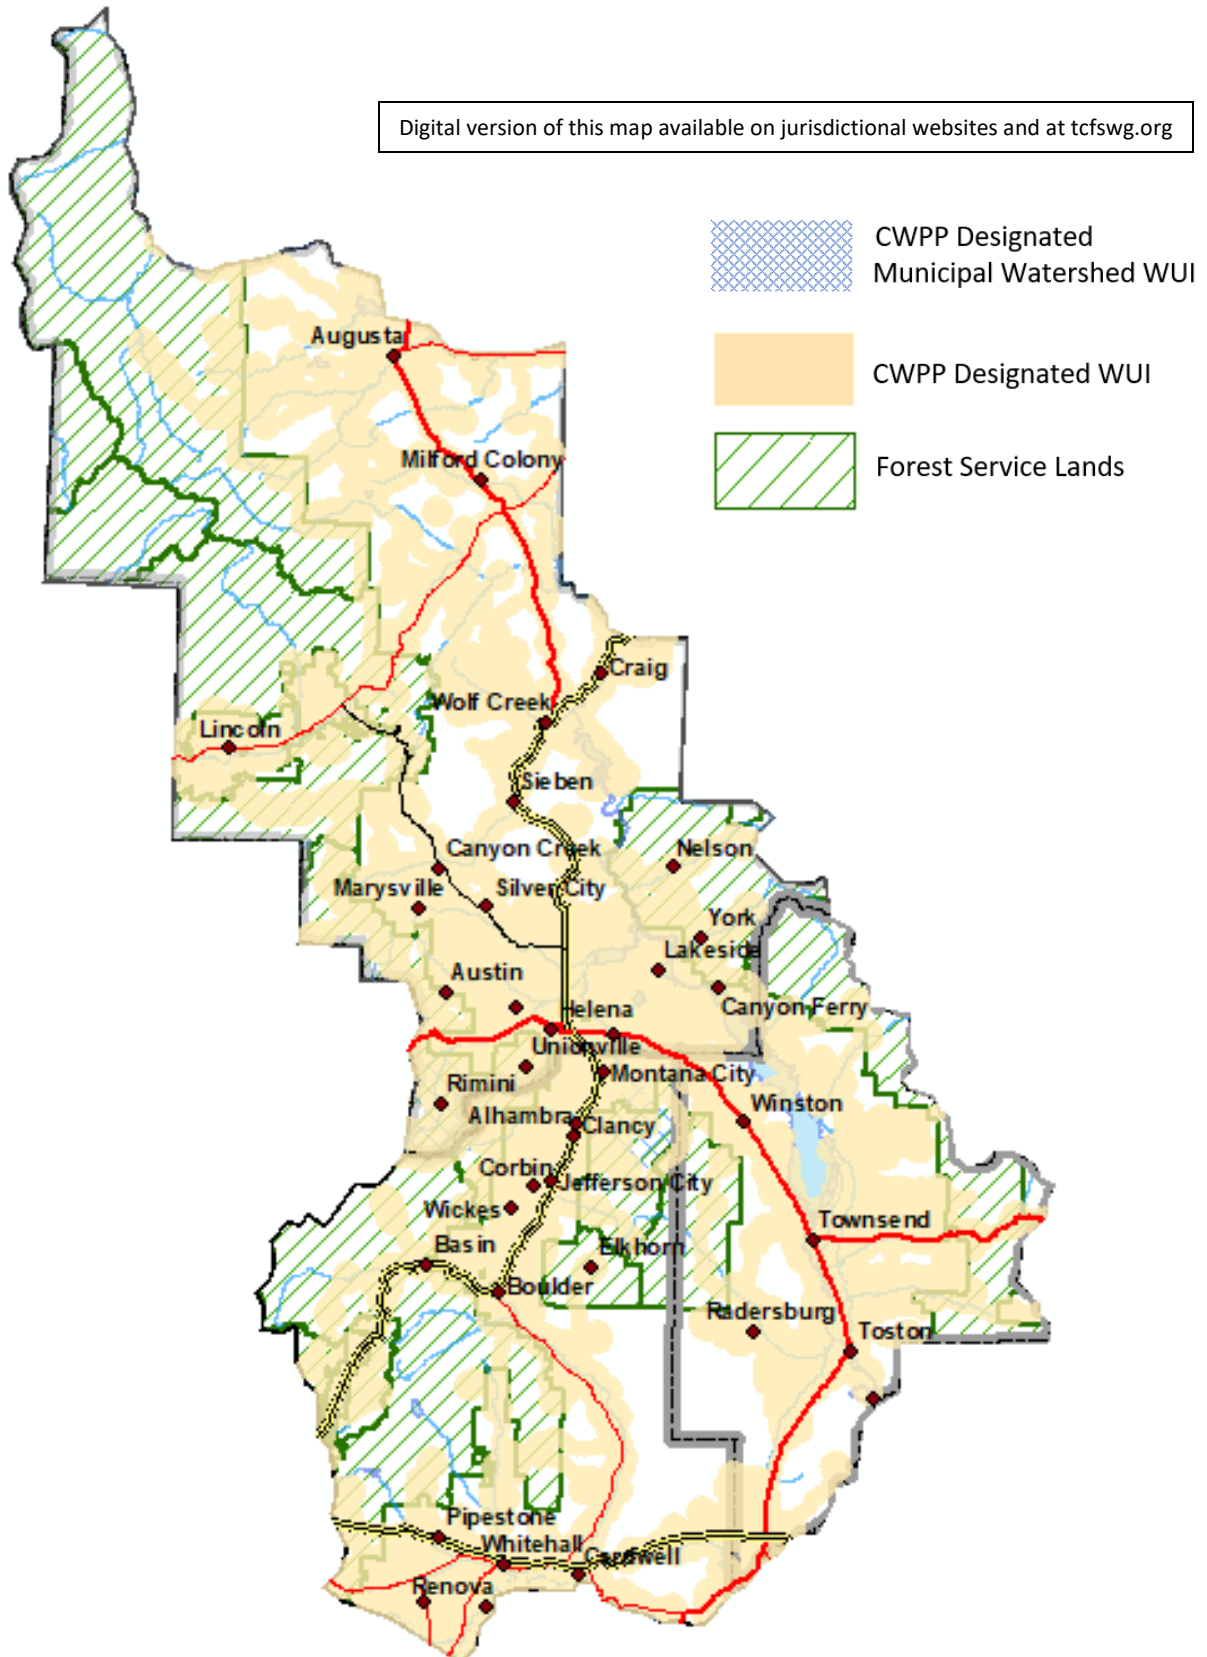 Digital version of this map available on jurisdictional websites and at tcfswg.org
CWPP Designated
Municipal Watershed WUI
CWPP Designated WUI
Forest Service Lands
Augusta
Milford Colony
Craig
Wolf Creek
Lincoln
Sieben
Canyon Creek
Nelson
Marysville
Silver City
York
Lakeside
Austin
Canyon Ferry
Helena
Unionville
Montana City
Rimini
Winston
Alhambra
Clancy
Corbin
Jefferson City
Wickes
Townsend
Basin
Elkhorn
Boulder
Radersburg
Toston
Pipestone
Whitehall
Cardwell
Renova